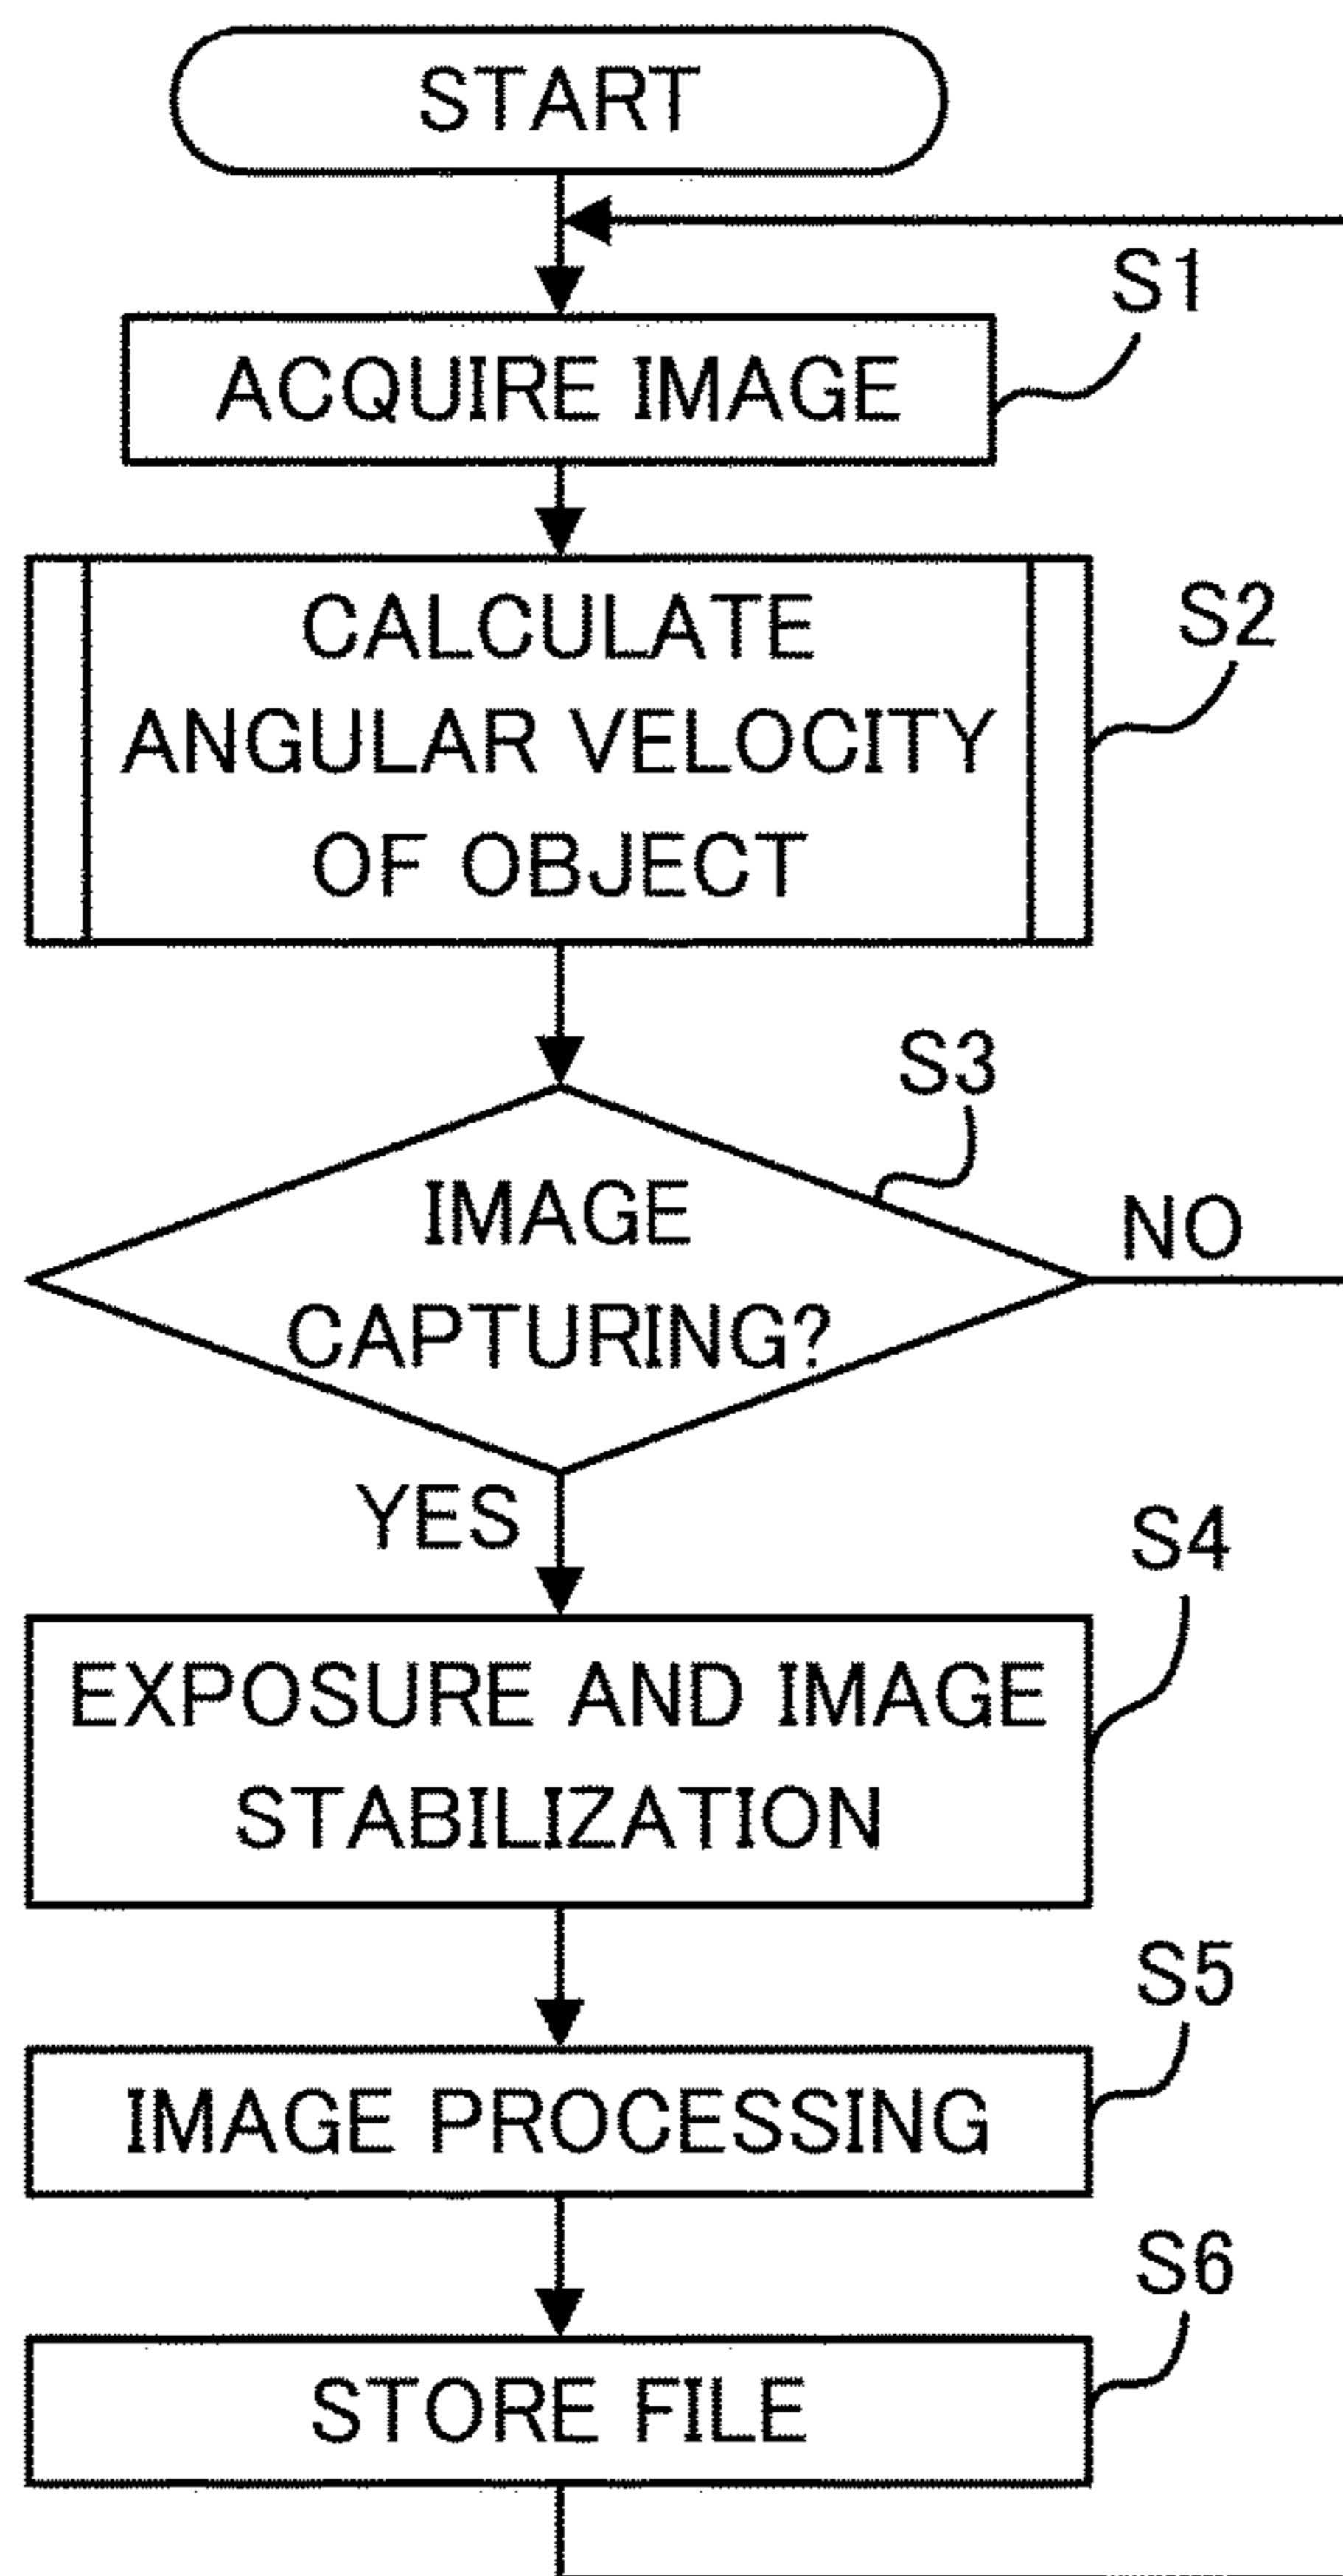 START
S1
ACQUIRE IMAGE
S2
CALCULATE
ANGULAR VELOCITY
OF OBJECT
S3
IMAGE
CAPTURING?
NO
YES
S4
EXPOSURE AND IMAGE
STABILIZATION
S5
IMAGE PROCESSING
S6
STORE FILE